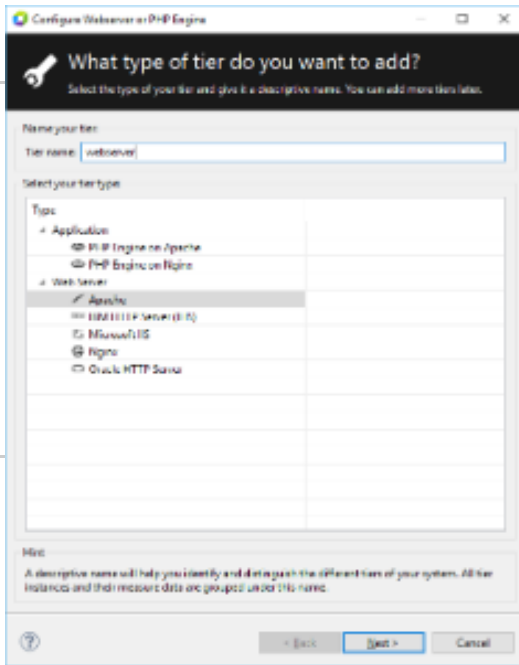 Configure Webserver or PHP Engine
What type of tier do you want to add?
Select the type of your tier and give it a descriptive name. You can add more tiers later.
Name your tier:
Tier name: webserver
Select your tier type:
Type
Application
PHP Engine on Apache
PHP Engine on Nginx
Web Server
Apache
IBM HTTP Server (IHS)
Microsoft IIS
Nginx
Oracle HTTP Server
Hint
A descriptive name will help you identify and distinguish the different tiers of your system. All tier
instances and their measure data are grouped under this name.
? < Back Next > Cancel